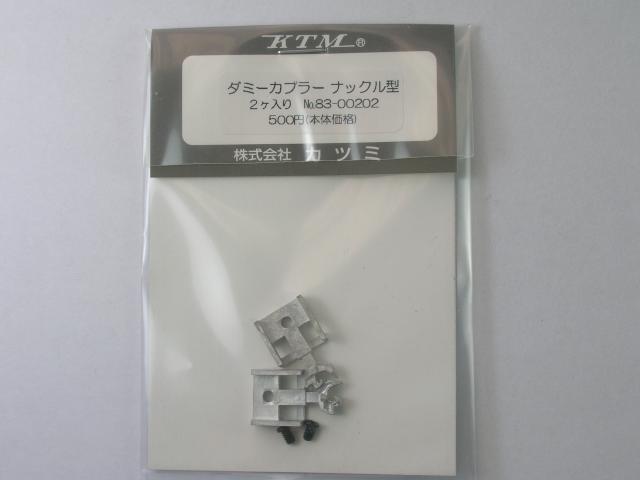 KTM®
ダミーカプラー ナックル型
2ヶ入り №83-00202
500円(本体価格)
株式会社 カツミ